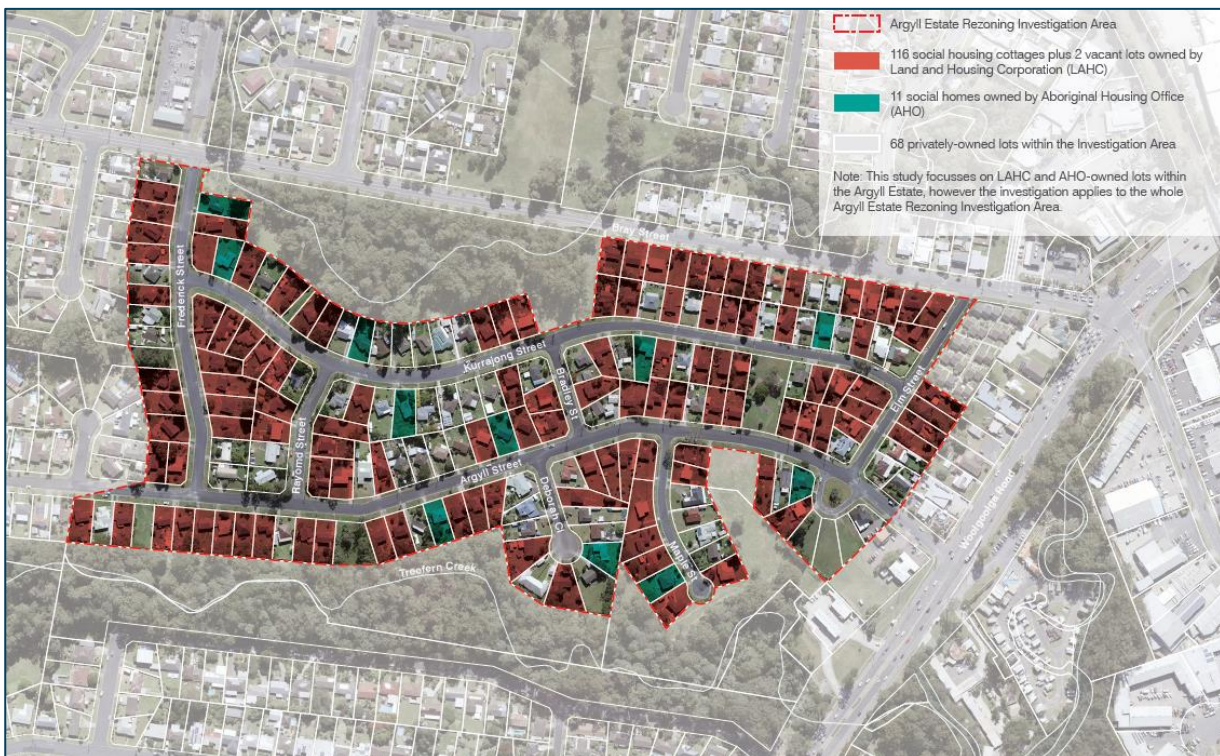 Argyll Estate Rezoning Investigation Area
116 social housing cottages plus 2 vacant lots owned by
Land and Housing Corporation (LAHC)
11 social homes owned by Aboriginal Housing Office
(AHO)
68 privately-owned lots within the Investigation Area
Note: This study focusses on LAHC and AHO-owned lots within
the Argyll Estate, however the investigation applies to the whole
Argyll Estate Rezoning Investigation Area.
Bray Street
Frederick Street
Kurrajong Street
Bradley St
Elm Street
Rayomd Street
Argyll Street
Deborah Cl
Maple St
Woolgoolga Road
Treefern Creek